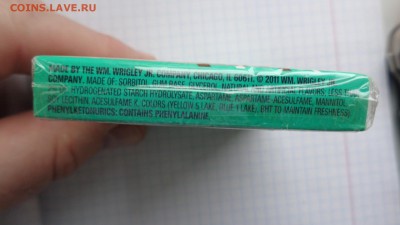 COINS.LAVE.RU
MADE BY THE WM. WRIGLEY JR. COMPANY, CHICAGO, IL 60611. © 2011 WM. WRIGLEY JR.
COMPANY. MADE OF: SORBITOL, GUM BASE, GLYCEROL, NATURAL FLAVORS; LESS
HYDROGENATED STARCH HYDROLYSATE, ASPARTAME, ASPARTAME-ACESULFAME, MANNITOL,
SOY LECITHIN, ACESULFAME K, COLORS (YELLOW 5 LAKE, BLUE 1 LAKE), BHT TO MAINTAIN FRESHNESS.
PHENYLKETONURICS: CONTAINS PHENYLALANINE.